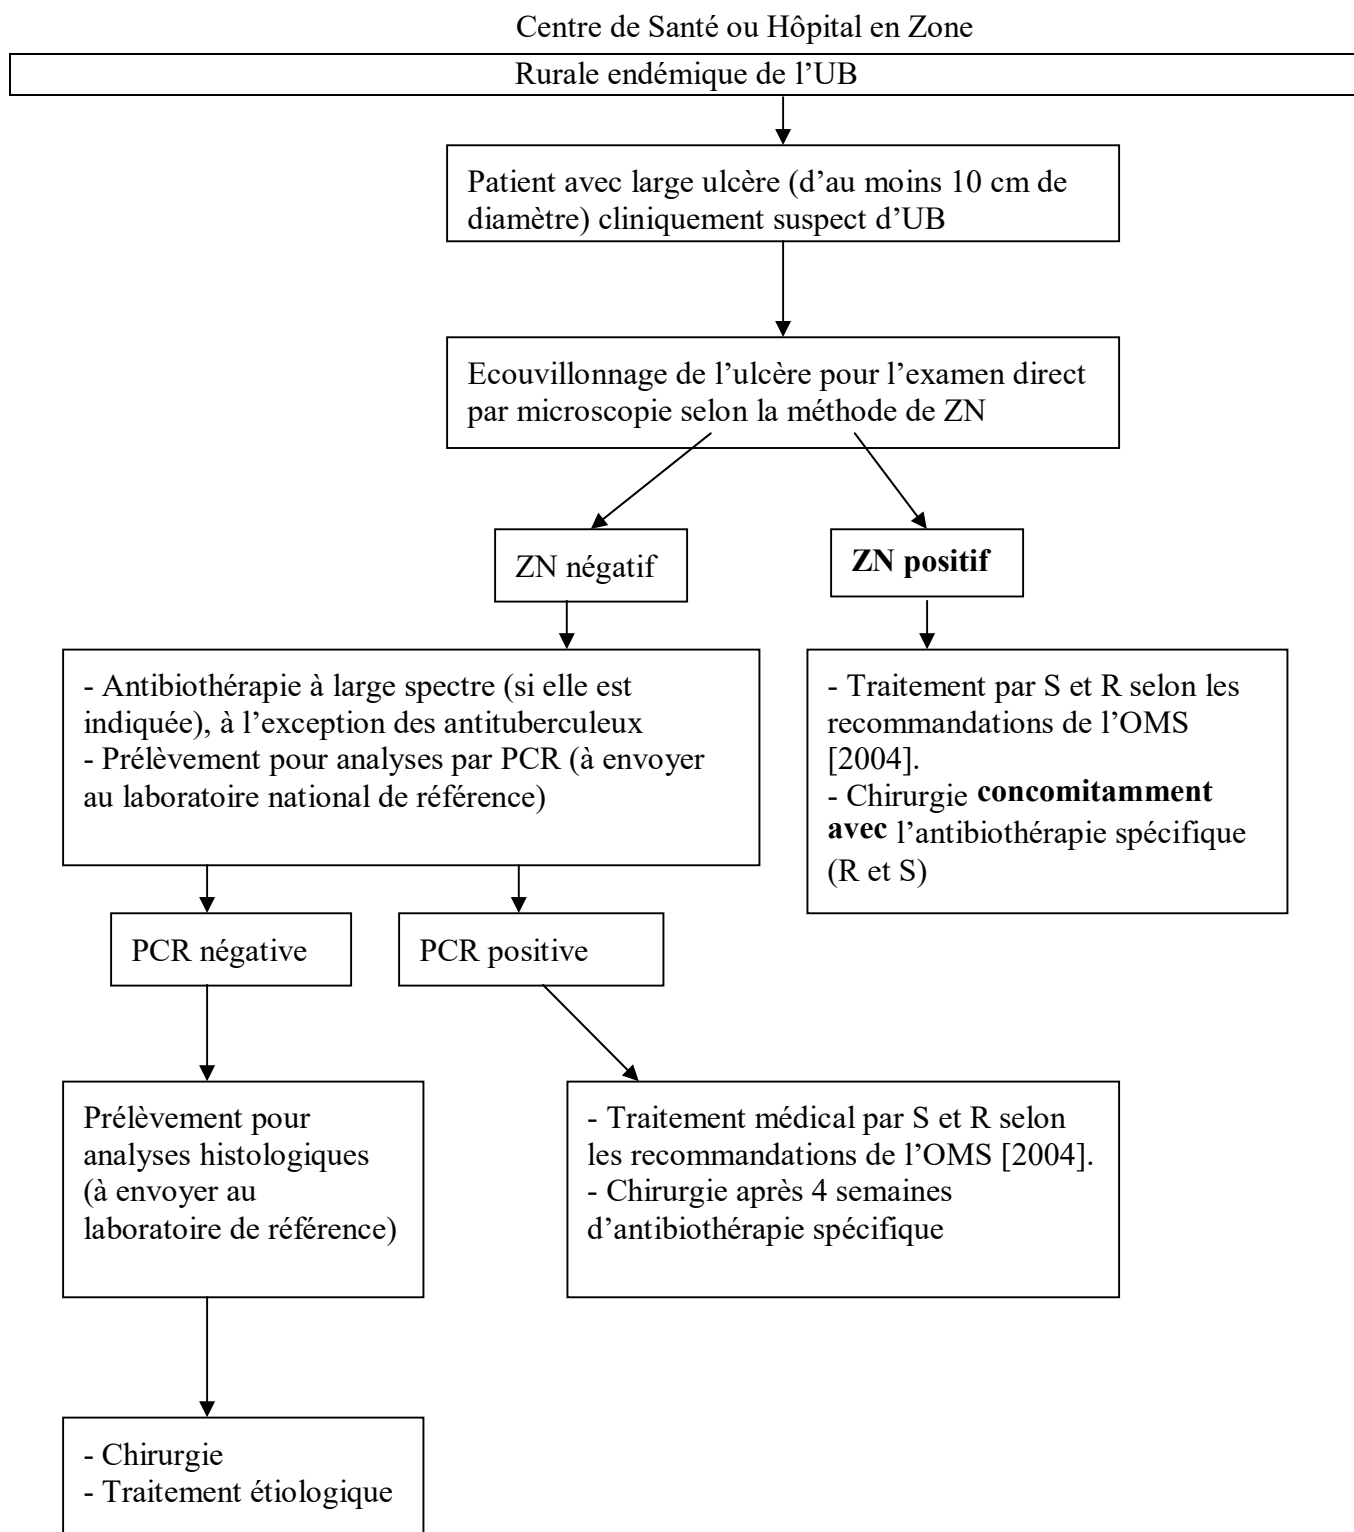 Centre de Santé ou Hôpital en Zone
Rurale endémique de l’UB
Patient avec large ulcère (d’au moins 10 cm de
diamètre) cliniquement suspect d’UB
Ecouvillonnage de l’ulcère pour l’examen direct
par microscopie selon la méthode de ZN
ZN négatif
ZN positif
- Antibiothérapie à large spectre (si elle est
indiquée), à l’exception des antituberculeux
- Prélèvement pour analyses par PCR (à envoyer
au laboratoire national de référence)
- Traitement par S et R selon les
recommandations de l’OMS
[2004].
- Chirurgie concomitamment
avec l’antibiothérapie spécifique
(R et S)
PCR négative
PCR positive
Prélèvement pour
analyses histologiques
(à envoyer au
laboratoire de référence)
- Traitement médical par S et R selon
les recommandations de l’OMS [2004].
- Chirurgie après 4 semaines
d’antibiothérapie spécifique
- Chirurgie
- Traitement étiologique